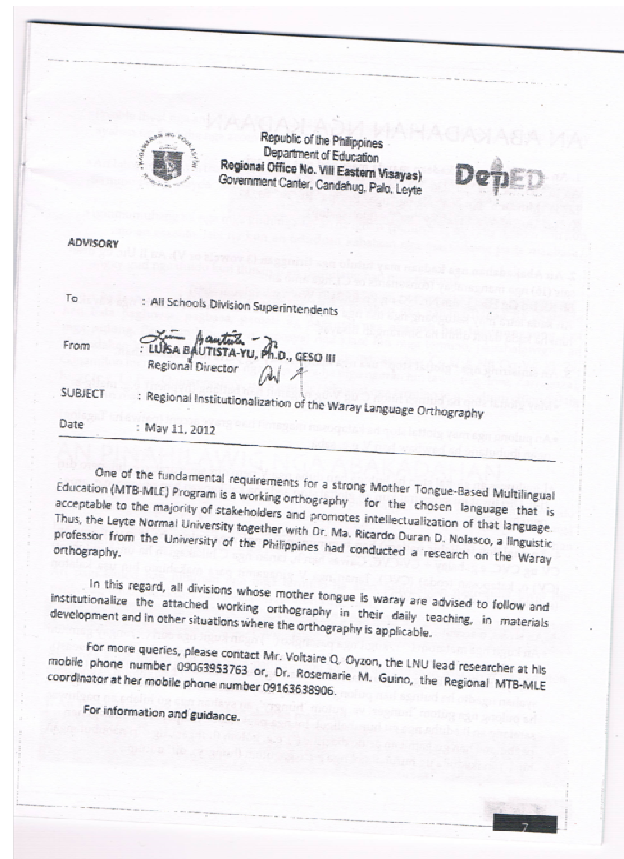 Republic of the Philippines
Department of Education
Regional Office No. VIII Eastern Visayas)
Government Canter, Candahug, Palo, Leyte
DepED
ADVISORY
To : All Schools Division Superintendents
From : LUISA BAUTISTA-YU, Ph.D., CESO III
Regional Director
SUBJECT : Regional Institutionalization of the Waray Language Orthography
Date : May 11, 2012
One of the fundamental requirements for a strong Mother Tongue-Based Multilingual
Education (MTB-MLE) Program is a working orthography for the chosen language that is
acceptable to the majority of stakeholders and promotes intellectualization of that language.
Thus, the Leyte Normal University together with Dr. Ma. Ricardo Duran D. Nolasco, a linguistic
professor from the University of the Philippines had conducted a research on the Waray
orthography.
In this regard, all divisions whose mother tongue is waray are advised to follow and
institutionalize the attached working orthography in their daily teaching, in materials
development and in other situations where the orthography is applicable.
For more queries, please contact Mr. Voltaire Q. Oyzon, the LNU lead researcher at his
mobile phone number 09063953763 or, Dr. Rosemarie M. Guino, the Regional MTB-MLE
coordinator at her mobile phone number 09163638906.
For information and guidance.
7